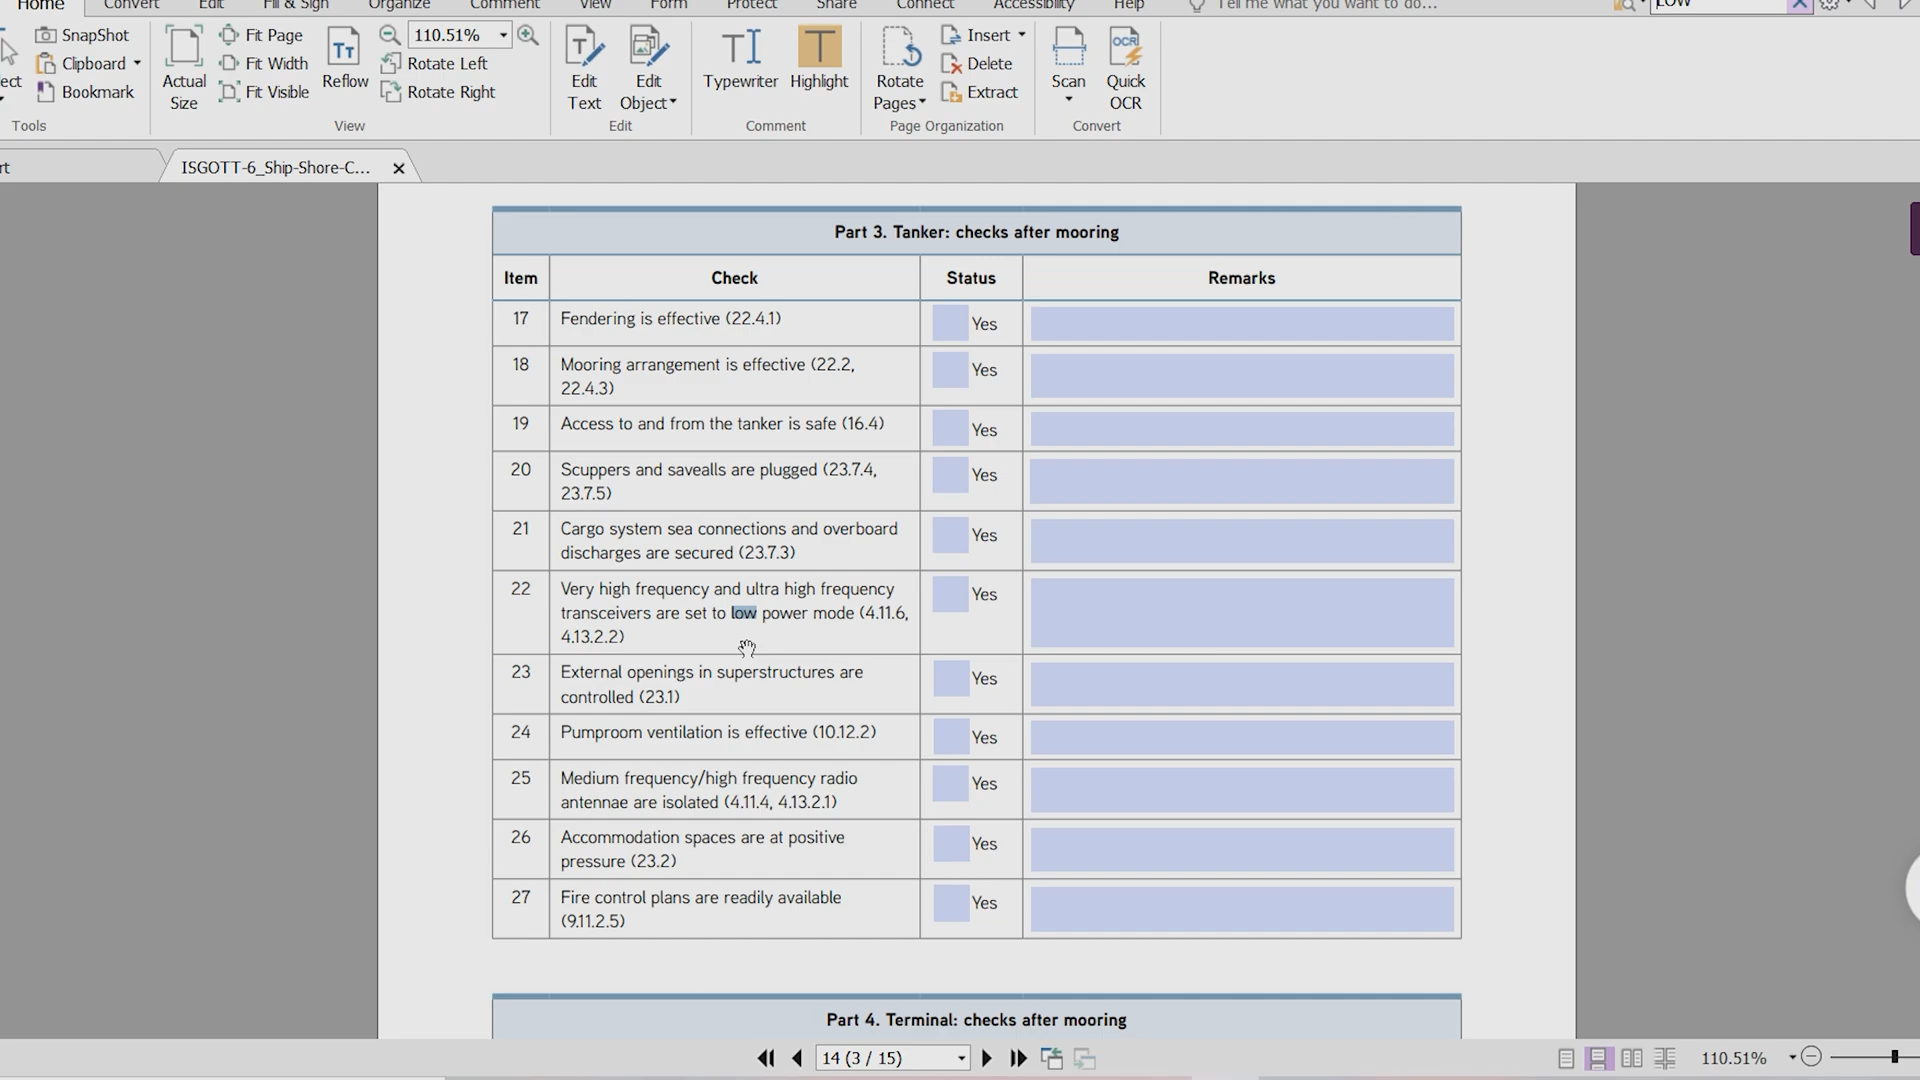 Home Convert Edit Fill & Sign Organize Comment View Form Protect Share Connect Accessibility Help Tell me what you want to do... LOW
SnapShot
Clipboard
Bookmark
Tools
Actual Size
Fit Page
Fit Width
Fit Visible
Reflow
110.51%
Rotate Left
Rotate Right
View
Edit Text
Edit Object
Edit
Typewriter
Highlight
Comment
Rotate Pages
Insert
Delete
Extract
Page Organization
Scan
OCR
Quick OCR
Convert
ISGOTT-6_Ship-Shore-C...
Part 3. Tanker: checks after mooring
Item Check Status Remarks
17 Fendering is effective (22.4.1) Yes
18 Mooring arrangement is effective (22.2, Yes
22.4.3)
19 Access to and from the tanker is safe (16.4) Yes
20 Scuppers and savealls are plugged (23.7.4, Yes
23.7.5)
21 Cargo system sea connections and overboard Yes
discharges are secured (23.7.3)
22 Very high frequency and ultra high frequency Yes
transceivers are set to low power mode (4.11.6,
4.13.2.2)
23 External openings in superstructures are Yes
controlled (23.1)
24 Pumproom ventilation is effective (10.12.2) Yes
25 Medium frequency/high frequency radio Yes
antennae are isolated (4.11.4, 4.13.2.1)
26 Accommodation spaces are at positive Yes
pressure (23.2)
27 Fire control plans are readily available Yes
(9.11.2.5)
Part 4. Terminal: checks after mooring
14 (3 / 15) 110.51%